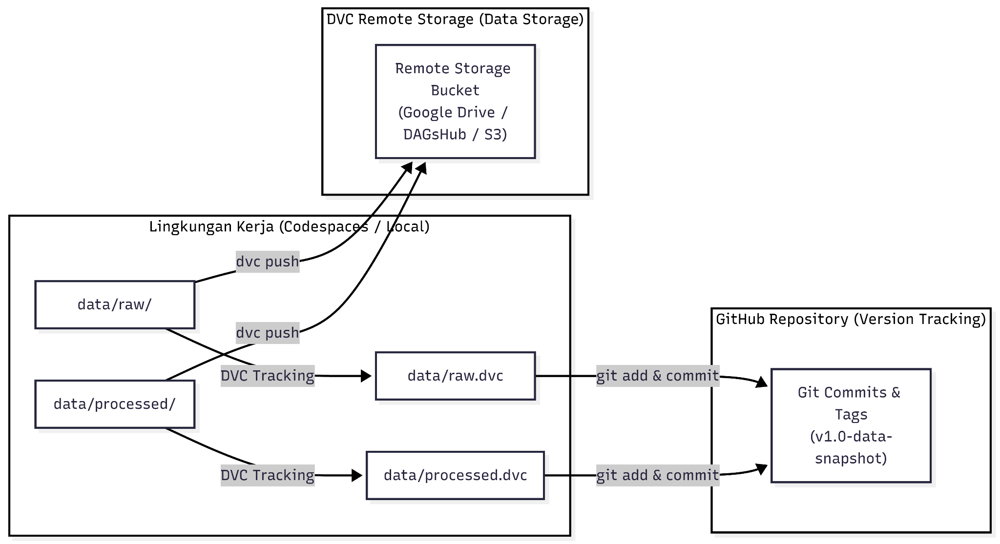 DVC Remote Storage (Data Storage)
Remote Storage
Bucket
(Google Drive /
DAGsHub / S3)
Lingkungan Kerja (Codespaces / Local)
dvc push
data/raw/
dvc push
DVC Tracking
data/raw.dvc
git add & commit
data/processed/
DVC Tracking
data/processed.dvc
git add & commit
GitHub Repository (Version Tracking)
Git Commits &
Tags
(v1.0-data-
snapshot)